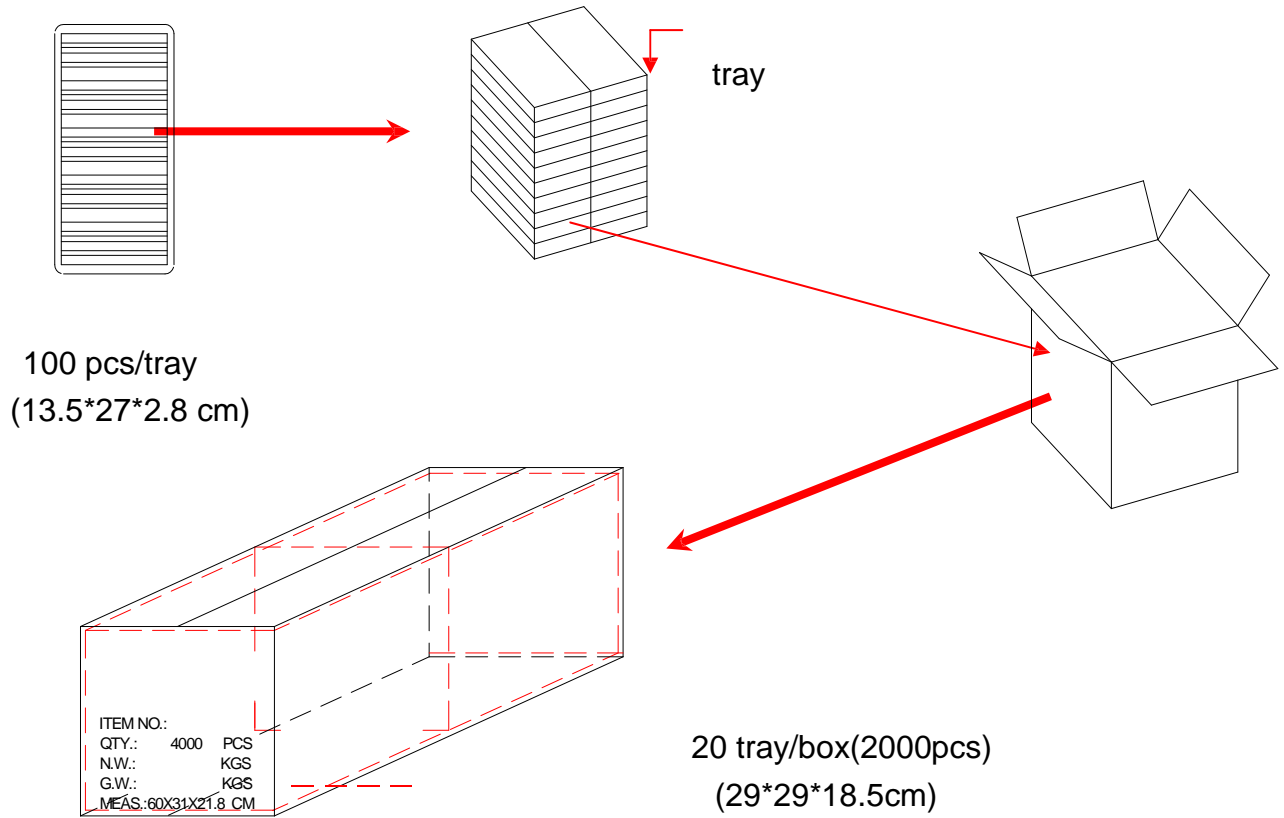 tray
100 pcs/tray
(13.5*27*2.8 cm)
ITEM NO.:
QTY.: 4000 PCS
N.W.: KGS
G.W.: KGS
MEAS.:60X31X21.8 CM
20 tray/box(2000pcs)
(29*29*18.5cm)